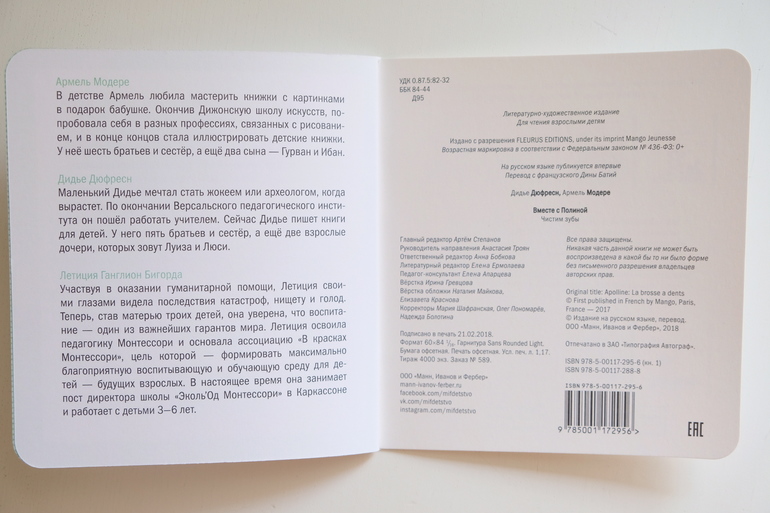 Армель Модере
В детстве Армель любила мастерить книжки с картинками
в подарок бабушке. Окончив Дижонскую школу искусств, по-
пробовала себя в разных профессиях, связанных с рисовани-
ем, и в конце концов стала иллюстрировать детские книжки.
У неё шесть братьев и сестёр, а ещё два сына — Гурван и Ибан.
Дидье Дюфресн
Маленький Дидье мечтал стать жокеем или археологом, когда
вырастет. По окончании Версальского педагогического инсти-
тута он пошёл работать учителем. Сейчас Дидье пишет книги
для детей. У него пять братьев и сестёр, а ещё две взрослые
дочери, которых зовут Луиза и Люси.
Летиция Ганглион Бигорда
Участвуя в оказании гуманитарной помощи, Летиция свои-
ми глазами видела последствия катастроф, нищету и голод.
Теперь, став матерью троих детей, она уверена, что воспита-
ние — один из важнейших гарантов мира. Летиция освоила
педагогику Монтессори и основала ассоциацию «В красках
Монтессори», цель которой — формировать максимально
благоприятную воспитывающую и обучающую среду для де-
тей — будущих взрослых. В настоящее время она занимает
пост директора школы «Эколь'Од Монтессори» в Каркассоне
и работает с детьми 3–6 лет.
УДК 0.87.5:82-32
ББК 84-44
Д95
Литературно-художественное издание
Для чтения взрослыми детям
Издано с разрешения FLEURUS EDITIONS, under its imprint Mango Jeunesse
Возрастная маркировка в соответствии с Федеральным законом № 436-ФЗ: 0+
На русском языке публикуется впервые
Перевод с французского Дины Батий
Дидье Дюфресн, Армель Модере
Вместе с Полиной
Чистим зубы
Главный редактор Артём Степанов
Руководитель направления Анастасия Троян
Ответственный редактор Анна Бобкова
Литературный редактор Елена Ермолаева
Педагог-консультант Елена Апарцева
Вёрстка Ирина Гревцова
Вёрстка обложки Наталия Майкова,
Елизавета Краснова
Корректоры Мария Шафранская, Олег Пономарёв,
Надежда Болотина
Подписано в печать 21.02.2018.
Формат 60×84 1/16. Гарнитура Sans Rounded Light.
Бумага офсетная. Печать офсетная. Усл. печ. л. 1,17.
Тираж 4000 экз. Заказ № 589.
ООО «Манн, Иванов и Фербер»
mann-ivanov-ferber.ru
facebook.com/mifdetstvo
vk.com/mifdetstvo
instagram.com/mifdetstvo
Все права защищены.
Никакая часть данной книги не может быть
воспроизведена в какой бы то ни было форме
без письменного разрешения владельцев
авторских прав.
Original title: Apolline: La brosse a dents
© First published in French by Mango, Paris,
France — 2017
© Издание на русском языке, перевод.
ООО «Манн, Иванов и Фербер», 2018
Отпечатано в ЗАО «Типография Автограф».
ISBN 978-5-00117-295-6 (кн. 1)
ISBN 978-5-00117-288-8
ISBN 978-5-00117-295-6
9 785001 172956 >
EAC